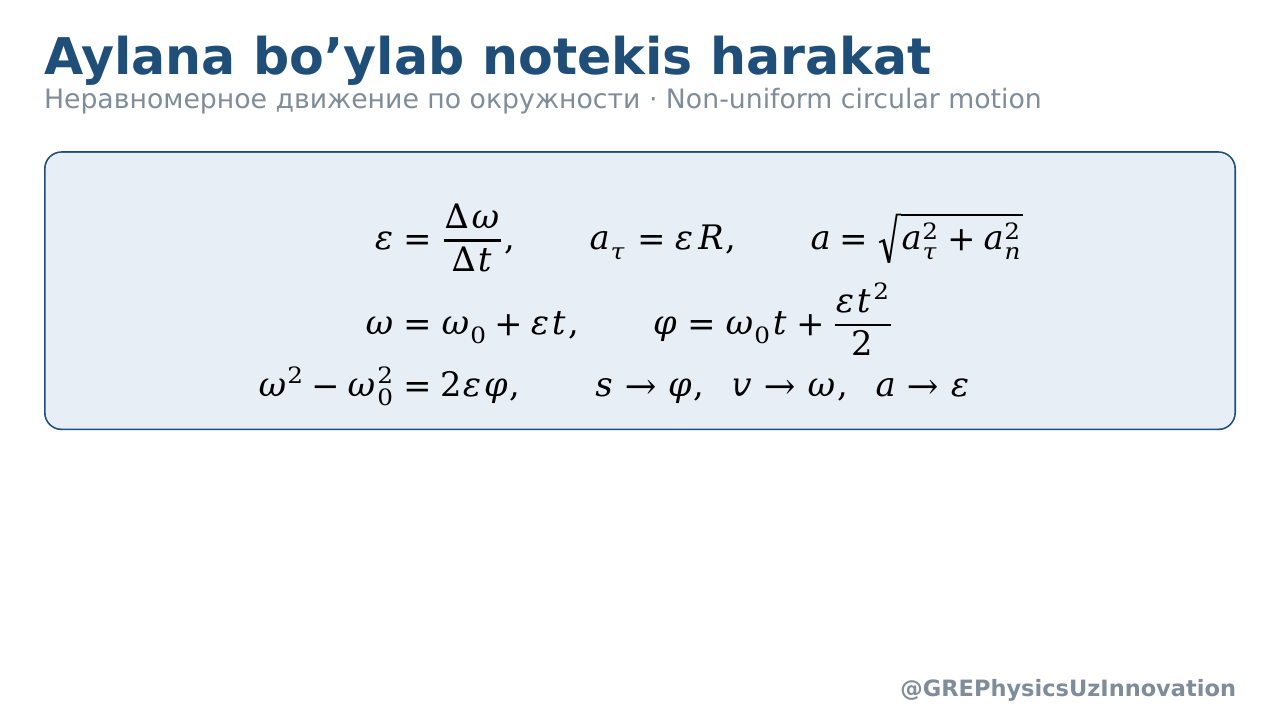 Aylana bo’ylab notekis harakat
Неравномерное движение по окружности · Non-uniform circular motion
ε = Δω/Δt, a_τ = εR, a = √(a_τ² + a_n²)
ω = ω₀ + εt, φ = ω₀t + εt²/2
ω² − ω₀² = 2εφ, s → φ, v → ω, a → ε
@GREPhysicsUzInnovation